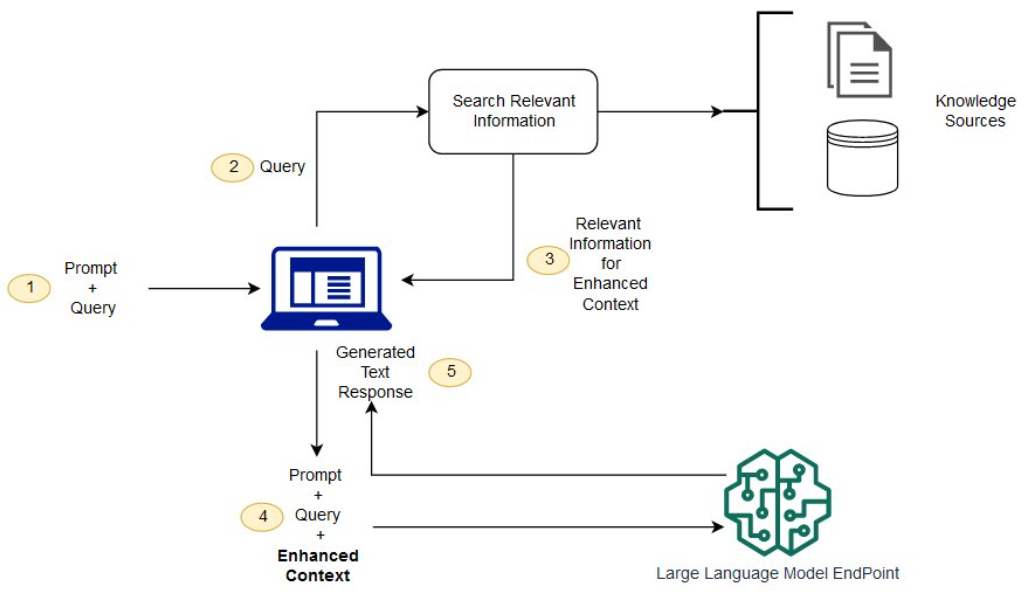 Search Relevant
Information
Knowledge
Sources
2 Query
Relevant
Information
for
Enhanced
Context
3
1
Prompt
+
Query
Generated
Text
Response
5
Prompt
+
Query
+
Enhanced
Context
4
Large Language Model EndPoint